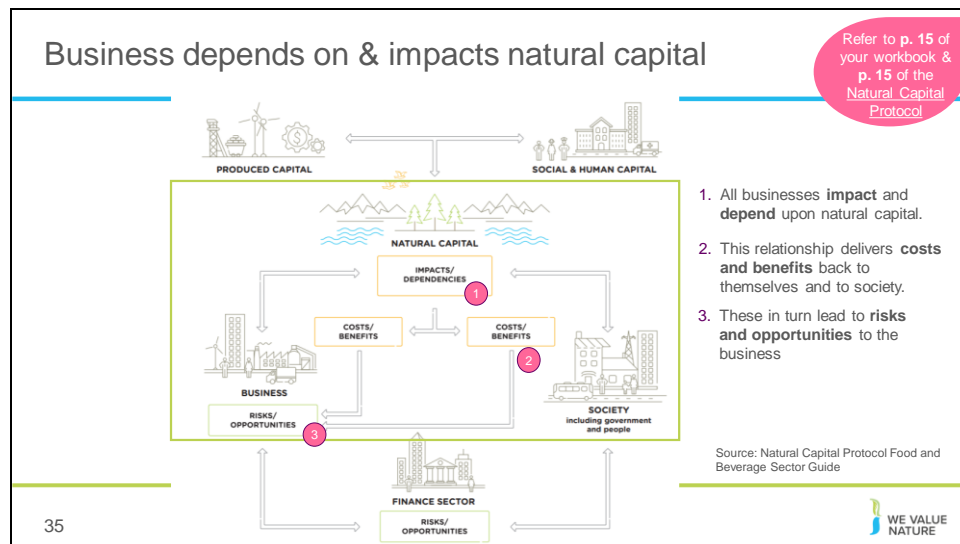 Business depends on & impacts natural capital
Refer to p. 15 of
your workbook &
p. 15 of the
Natural Capital
Protocol
$
PRODUCED CAPITAL
SOCIAL & HUMAN CAPITAL
NATURAL CAPITAL
IMPACTS/
DEPENDENCIES
1
COSTS/
BENEFITS
COSTS/
BENEFITS
2
BUSINESS
RISKS/
OPPORTUNITIES
3
SOCIETY
including government
and people
FINANCE SECTOR
RISKS/
OPPORTUNITIES
1. All businesses impact and
depend upon natural capital.
2. This relationship delivers costs
and benefits back to
themselves and to society.
3. These in turn lead to risks
and opportunities to the
business
Source: Natural Capital Protocol Food and
Beverage Sector Guide
35
WE VALUE
NATURE